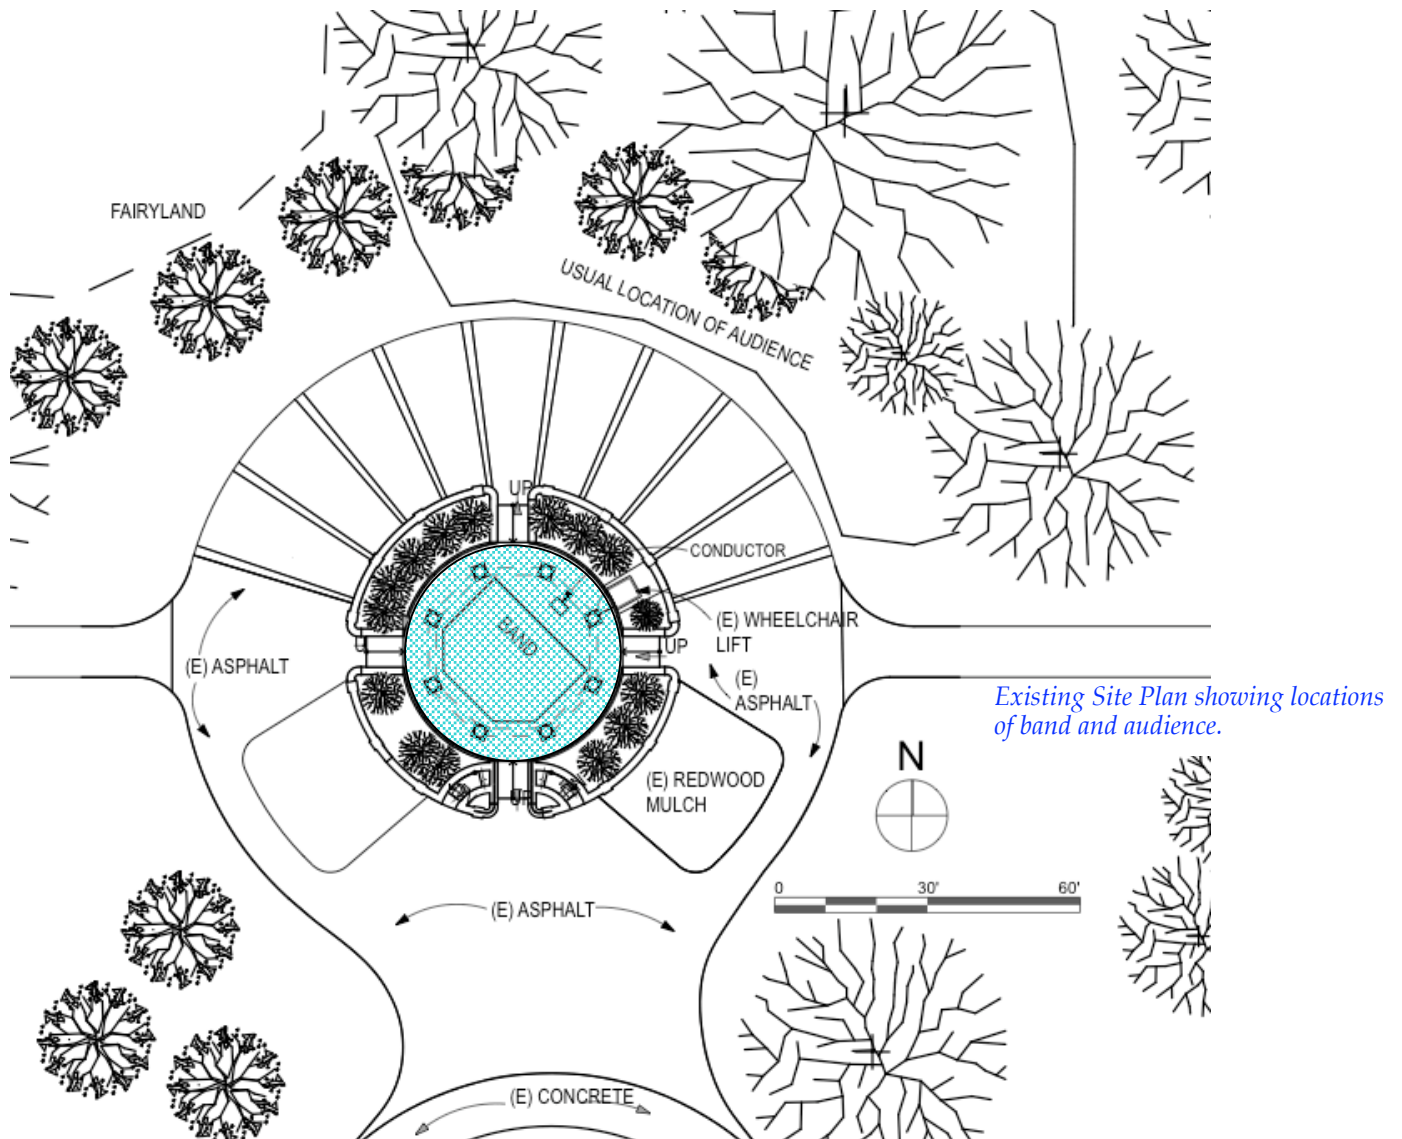 FAIRYLAND
USUAL LOCATION OF AUDIENCE
UP
CONDUCTOR
BAND
(E) WHEELCHAIR
LIFT
UP
(E) ASPHALT
(E)
ASPHALT
Existing Site Plan showing locations
of band and audience.
N
(E) REDWOOD
MULCH
0 30' 60'
(E) ASPHALT
(E) CONCRETE